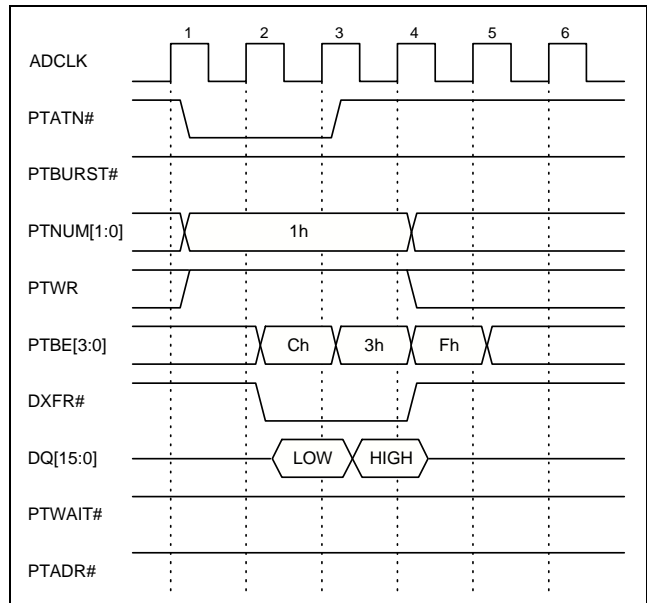 1 2 3 4 5 6
ADCLK
PTATN#
PTBURST#
PTNUM[1:0] 1h
PTWR
PTBE[3:0] Ch 3h Fh
DXFR#
DQ[15:0] LOW HIGH
PTWAIT#
PTADR#